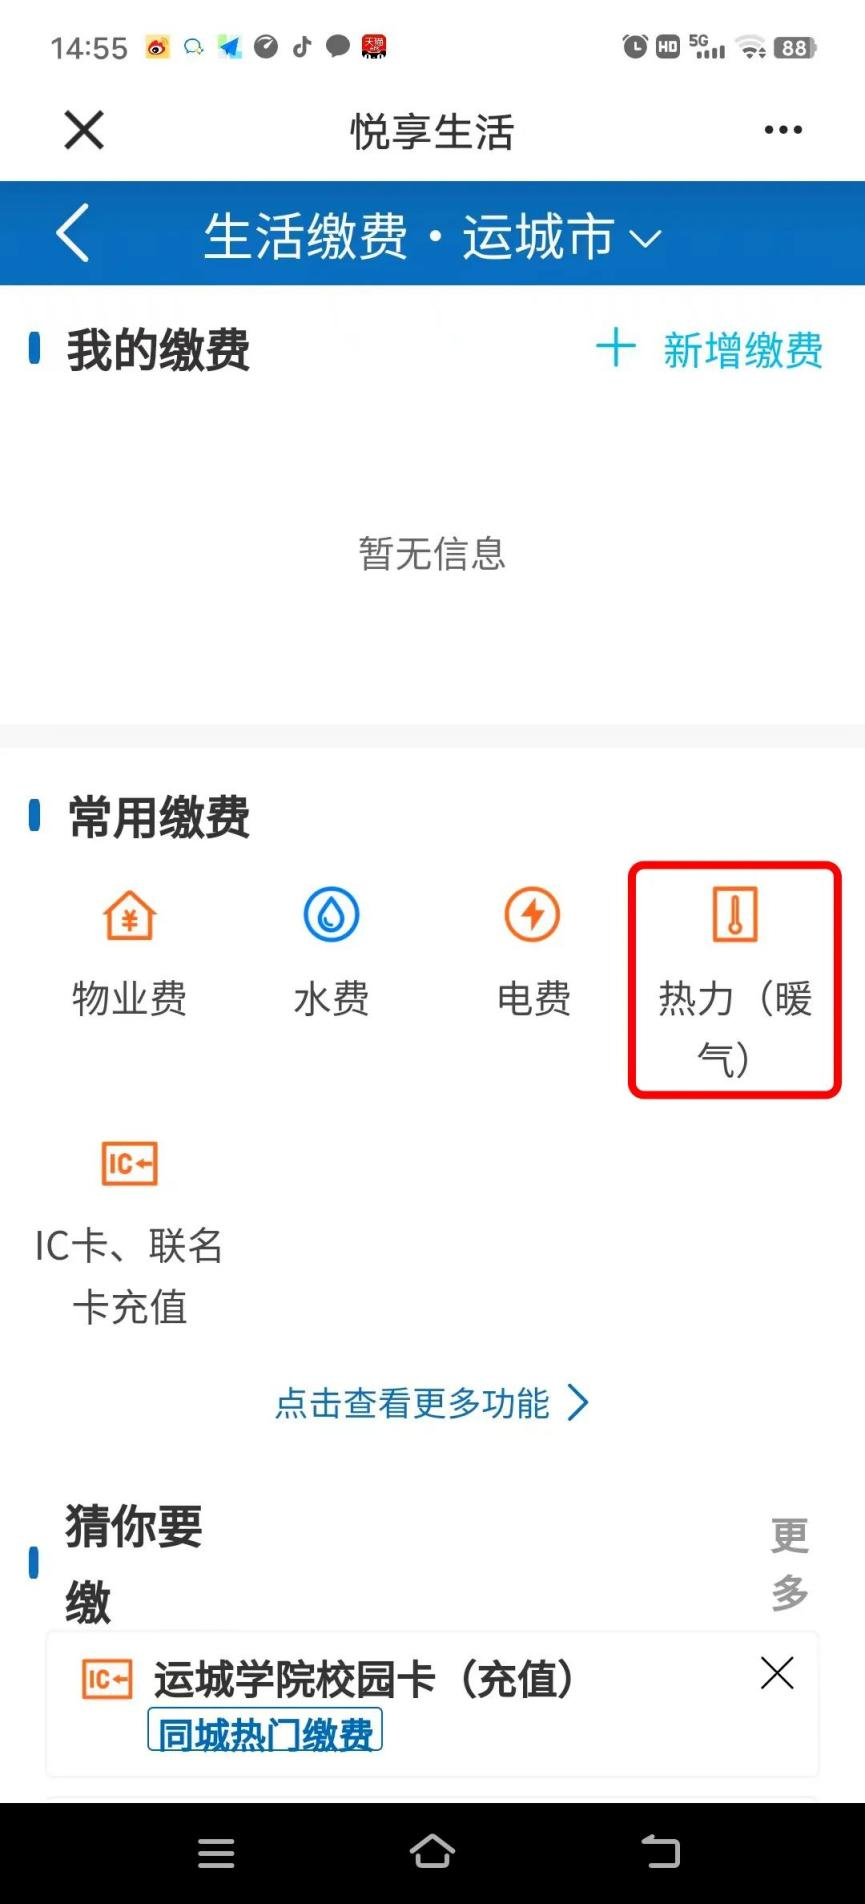 14:55 HD 5G 88
悦享生活
生活缴费·运城市
我的缴费 新增缴费
暂无信息
常用缴费
物业费 水费 电费 热力（暖
气）
IC卡、联名
卡充值
点击查看更多功能
猜你要
缴
更
多
运城学院校园卡（充值）
同城热门缴费